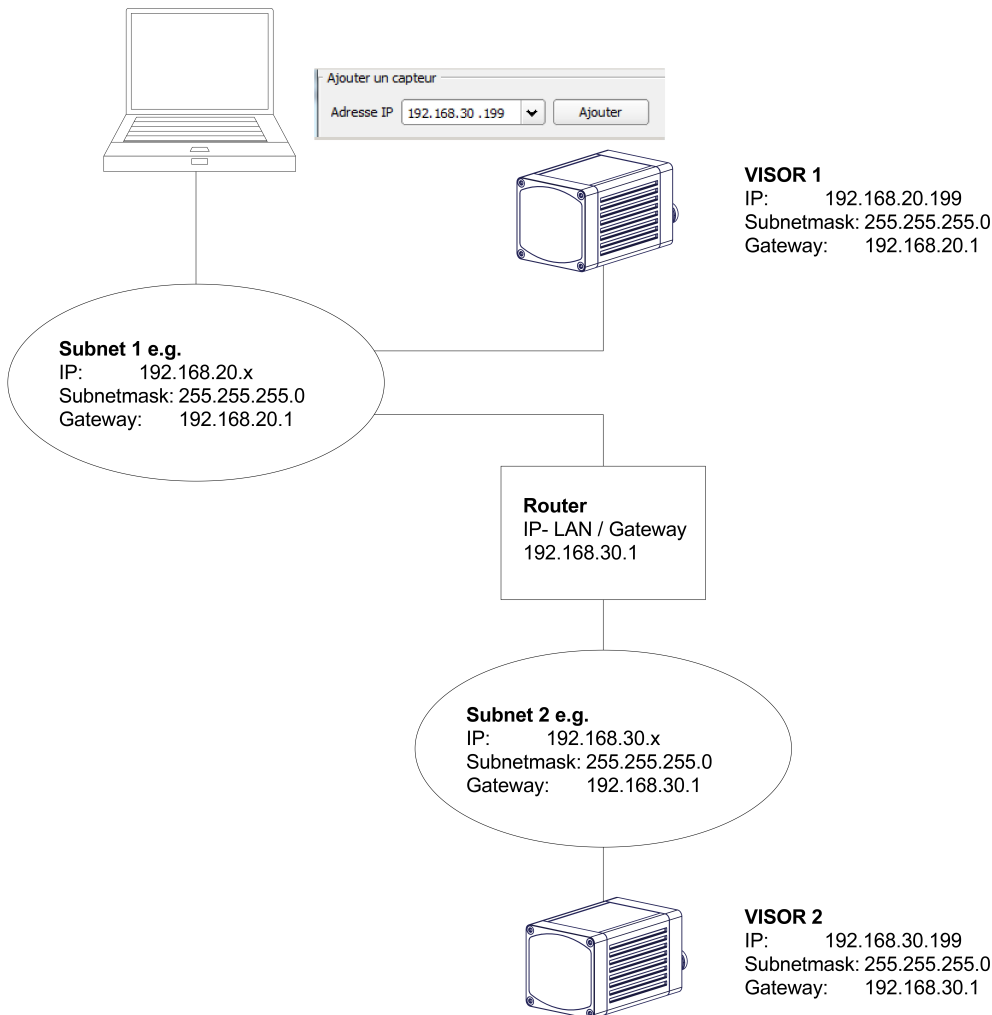 Ajouter un capteur
Adresse IP 192.168.30 .199 Ajouter
VISOR 1
IP: 192.168.20.199
Subnetmask: 255.255.255.0
Gateway: 192.168.20.1
Subnet 1 e.g.
IP: 192.168.20.x
Subnetmask: 255.255.255.0
Gateway: 192.168.20.1
Router
IP- LAN / Gateway
192.168.30.1
Subnet 2 e.g.
IP: 192.168.30.x
Subnetmask: 255.255.255.0
Gateway: 192.168.30.1
VISOR 2
IP: 192.168.30.199
Subnetmask: 255.255.255.0
Gateway: 192.168.30.1